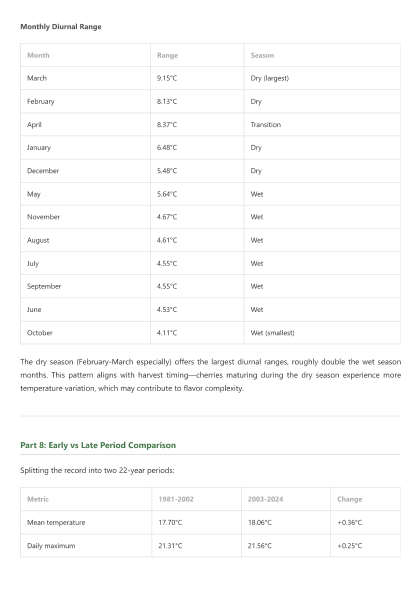 Monthly Diurnal Range
Month Range Season
March 9.15°C Dry (largest)
February 8.13°C Dry
April 8.37°C Transition
January 6.48°C Dry
December 5.48°C Dry
May 5.64°C Wet
November 4.67°C Wet
August 4.61°C Wet
July 4.55°C Wet
September 4.55°C Wet
June 4.53°C Wet
October 4.11°C Wet (smallest)
The dry season (February-March especially) offers the largest diurnal ranges, roughly double the wet season
months. This pattern aligns with harvest timing—cherries maturing during the dry season experience more
temperature variation, which may contribute to flavor complexity.
Part 8: Early vs Late Period Comparison
Splitting the record into two 22-year periods:
Metric 1981-2002 2003-2024 Change
Mean temperature 17.70°C 18.06°C +0.36°C
Daily maximum 21.31°C 21.56°C +0.25°C